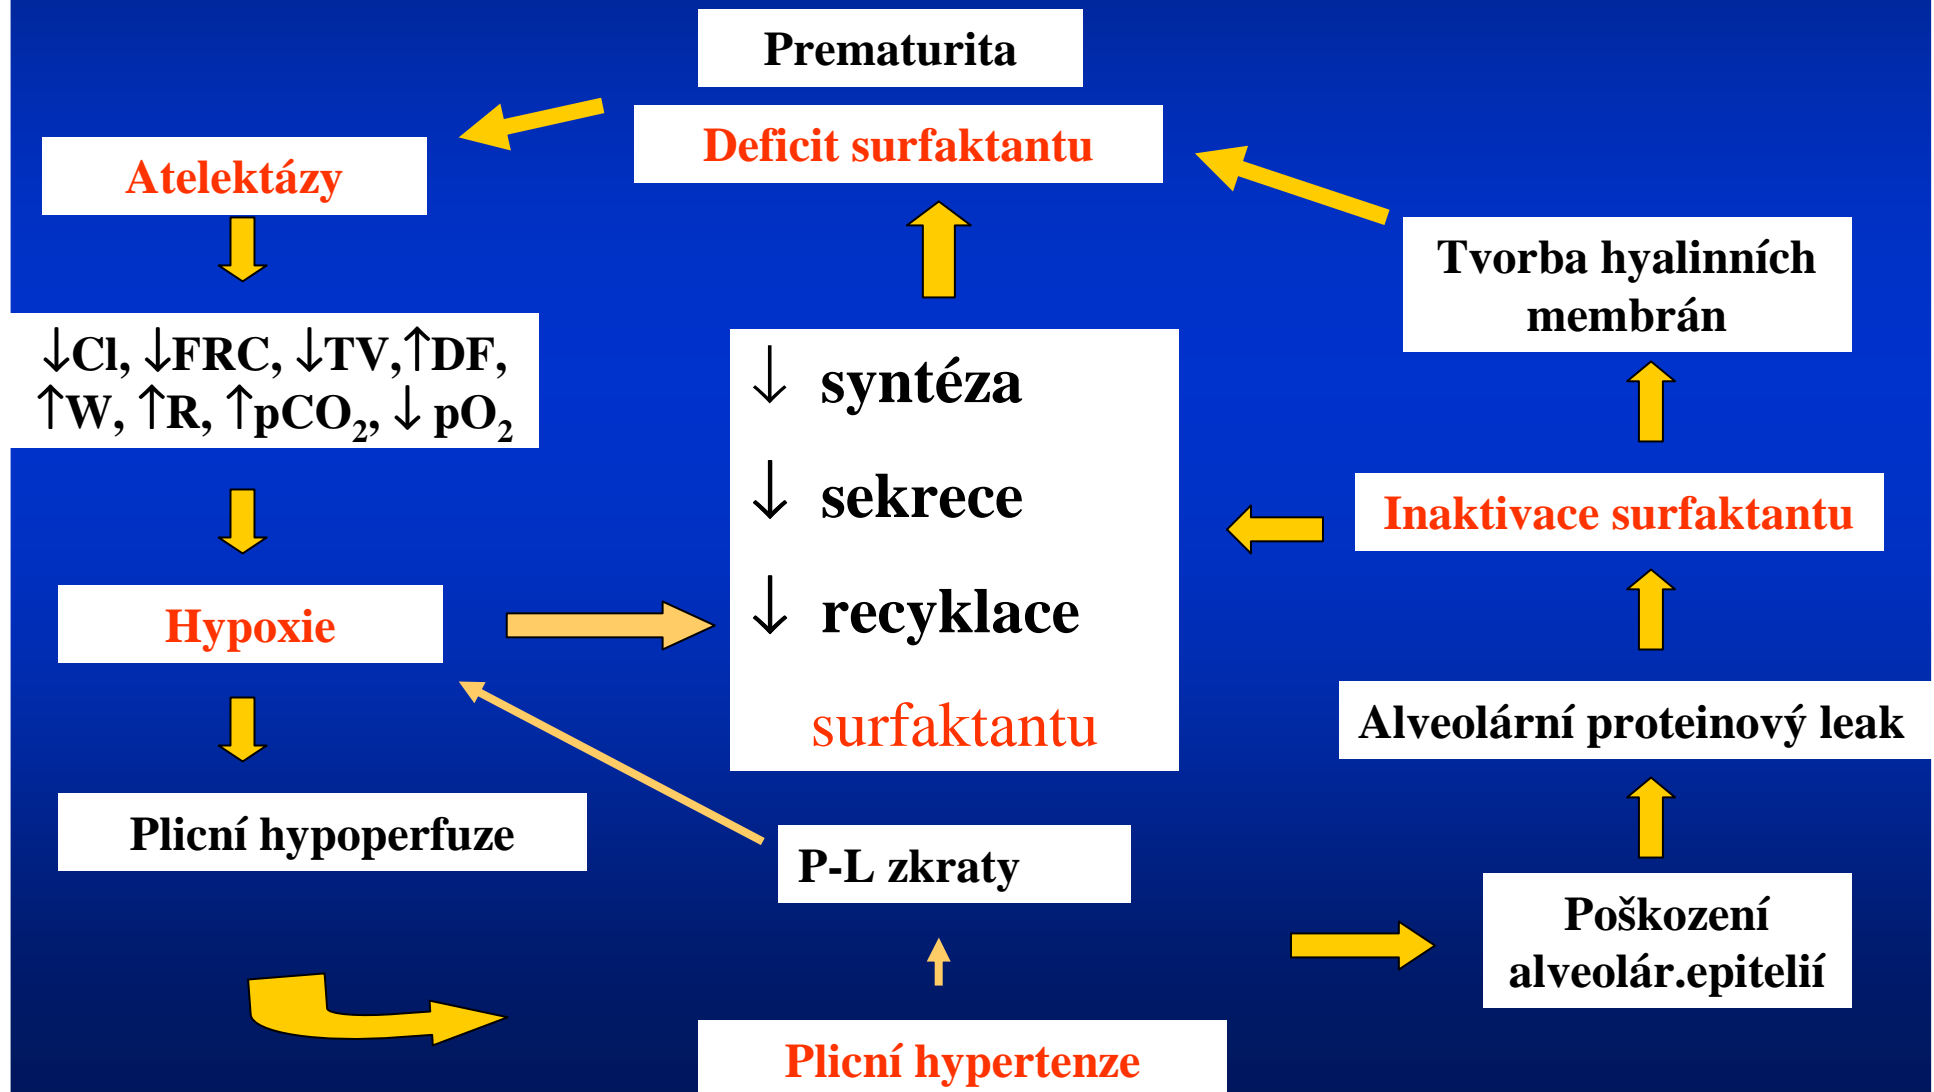 Prematurita
Deficit surfaktantu
Atelektázy
↓Cl, ↓FRC, ↓TV,↑DF,
↑W, ↑R, ↑pCO₂, ↓ pO₂
Hypoxie
Plicní hypoperfuze
↓ syntéza
↓ sekrece
↓ recyklace
surfaktantu
P-L zkraty
Plicní hypertenze
Tvorba hyalinních
membrán
Inaktivace surfaktantu
Alveolární proteinový leak
Poškození
alveolár.epitelií